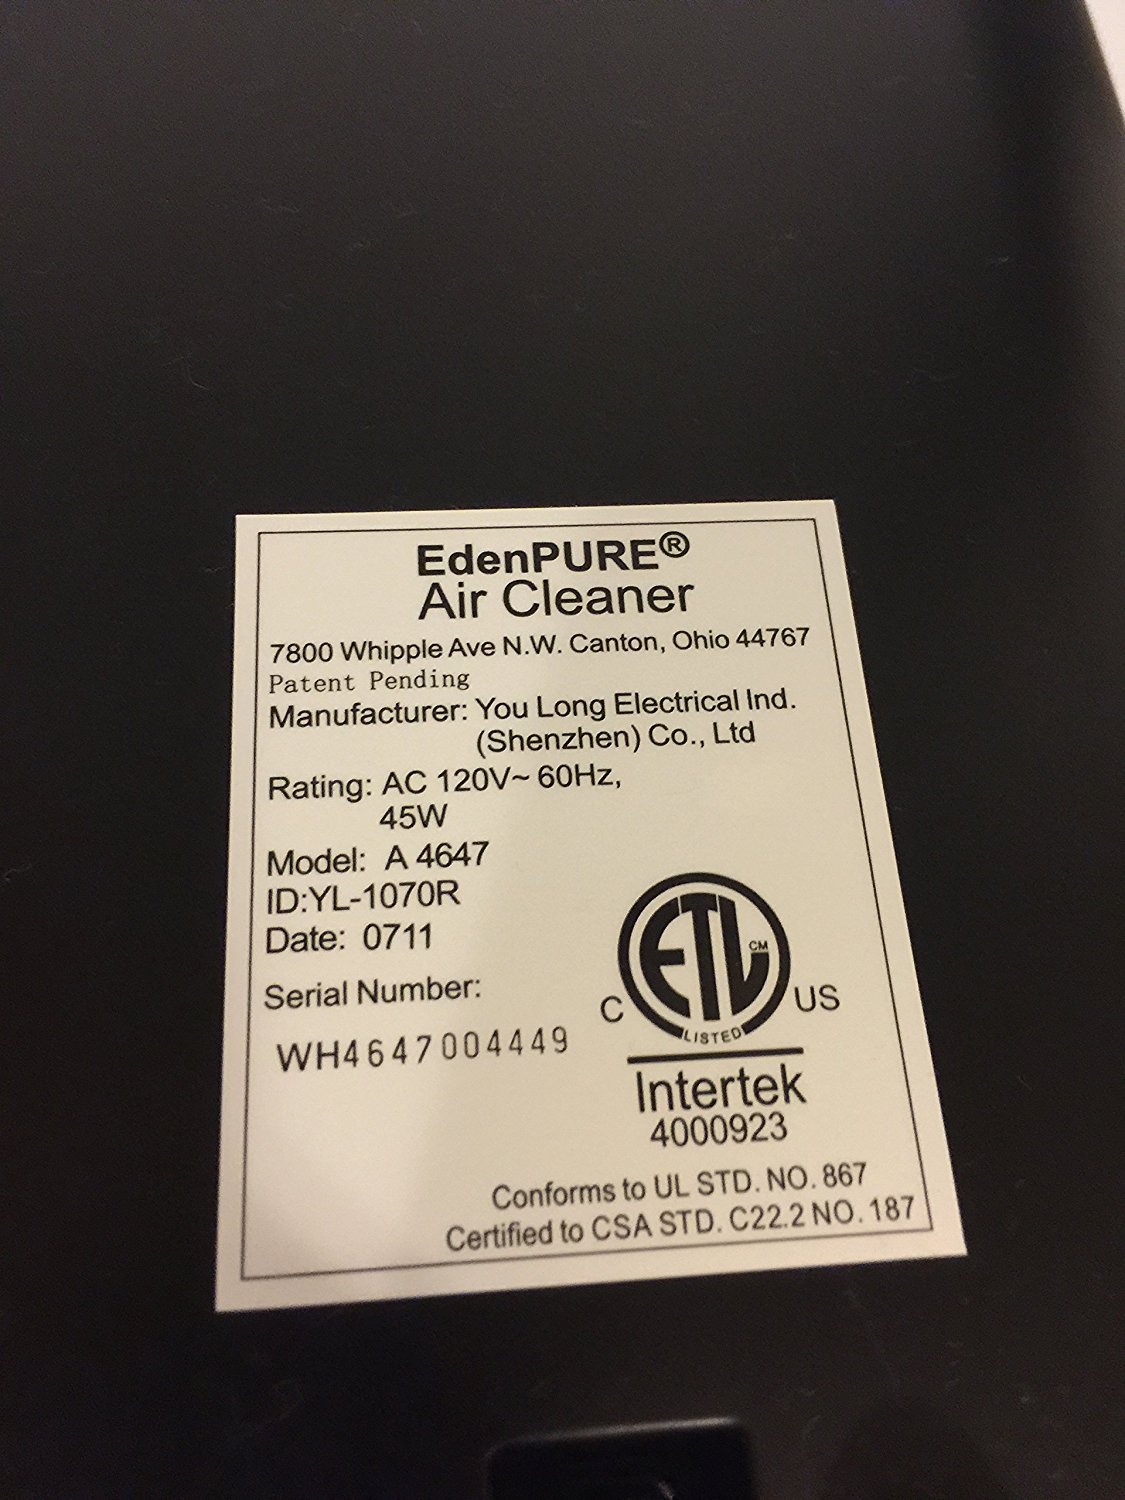 EdenPURE®
Air Cleaner
7800 Whipple Ave N.W. Canton, Ohio 44767
Patent Pending
Manufacturer: You Long Electrical Ind.
(Shenzhen) Co., Ltd
Rating: AC 120V~ 60Hz,
45W
Model: A 4647
ID:YL-1070R
Date: 0711
Serial Number:
WH4647004449
ETL CM
LISTED
C US
Intertek
4000923
Conforms to UL STD. NO. 867
Certified to CSA STD. C22.2 NO. 187